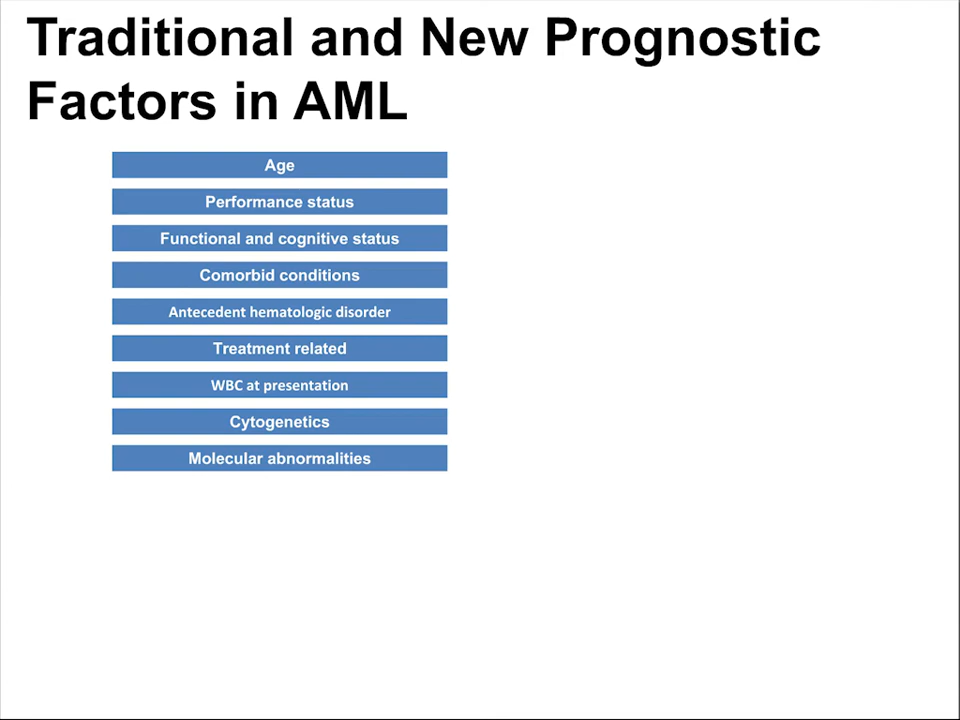 Traditional and New Prognostic
Factors in AML
Age
Performance status
Functional and cognitive status
Comorbid conditions
Antecedent hematologic disorder
Treatment related
WBC at presentation
Cytogenetics
Molecular abnormalities